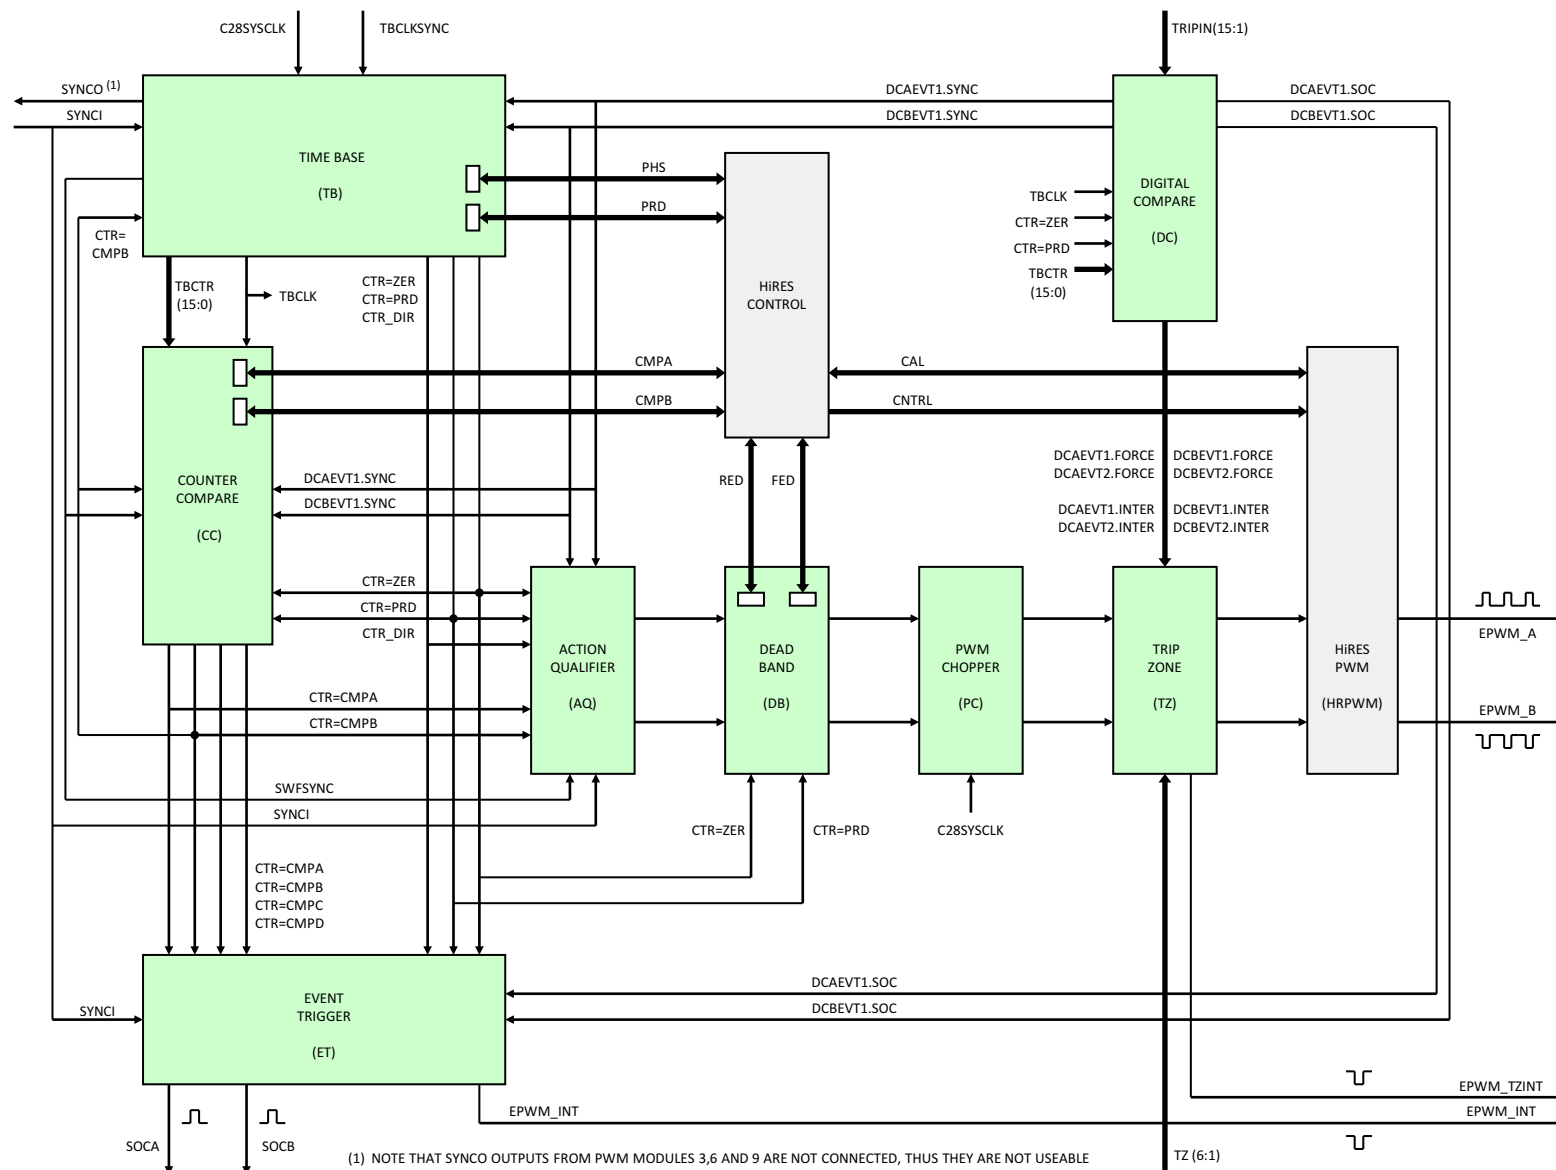 C28SYSCLK
TBCLKSYNC
TRIPIN(15:1)
SYNCO (1)
SYNCI
DCAEVT1.SYNC
DCBEVT1.SYNC
DCAEVT1.SOC
DCBEVT1.SOC
TIME BASE
(TB)
PHS
PRD
CTR=
CMPB
TBCLK
CTR=ZER
CTR=PRD
TBCTR
(15:0)
DIGITAL
COMPARE
(DC)
TBCTR
(15:0)
TBCLK
CTR=ZER
CTR=PRD
CTR_DIR
HiRES
CONTROL
CMPA
CMPB
CAL
CNTRL
COUNTER
COMPARE
(CC)
DCAEVT1.SYNC
DCBEVT1.SYNC
RED
FED
DCAEVT1.FORCE
DCAEVT2.FORCE
DCBEVT1.FORCE
DCBEVT2.FORCE
DCAEVT1.INTER
DCAEVT2.INTER
DCBEVT1.INTER
DCBEVT2.INTER
CTR=ZER
CTR=PRD
CTR_DIR
CTR=CMPA
CTR=CMPB
ACTION
QUALIFIER
(AQ)
DEAD
BAND
(DB)
PWM
CHOPPER
(PC)
TRIP
ZONE
(TZ)
HiRES
PWM
(HRPWM)
EPWM_A
EPWM_B
SWFSYNC
SYNCI
CTR=ZER
CTR=PRD
C28SYSCLK
CTR=CMPA
CTR=CMPB
CTR=CMPC
CTR=CMPD
SYNCI
EVENT
TRIGGER
(ET)
DCAEVT1.SOC
DCBEVT1.SOC
EPWM_TZINT
EPWM_INT
EPWM_INT
SOCA
SOCB
(1) NOTE THAT SYNCO OUTPUTS FROM PWM MODULES 3,6 AND 9 ARE NOT CONNECTED, THUS THEY ARE NOT USEABLE
TZ (6:1)